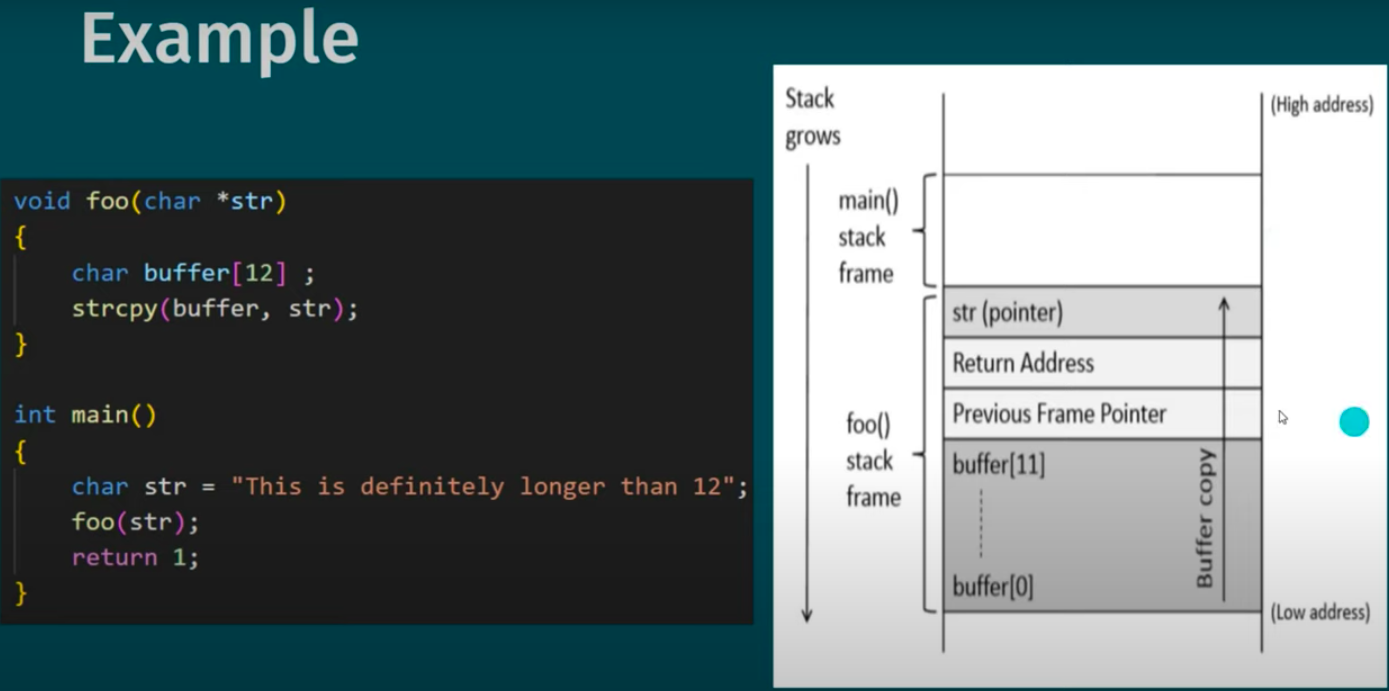 Example
void foo(char *str)
{
    char buffer[12] ;
    strcpy(buffer, str);
}
int main()
{
    char str = "This is definitely longer than 12";
    foo(str);
    return 1;
}
Stack
grows
(High address)
main()
stack
frame
str (pointer)
Return Address
Previous Frame Pointer
foo()
stack
frame
buffer[11]
buffer[0]
Buffer copy
(Low address)